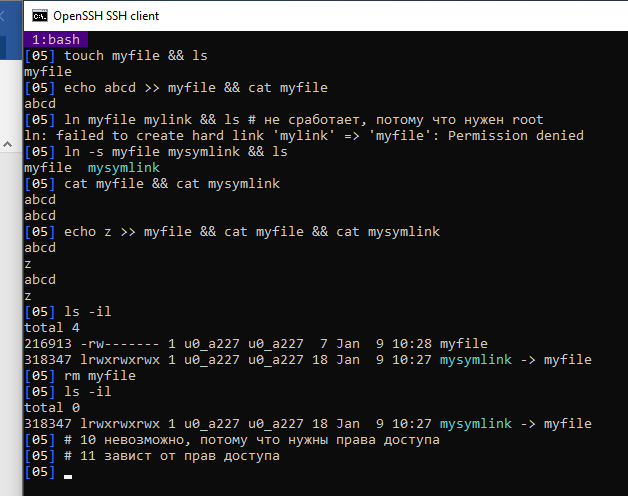 OpenSSH SSH client
1:bash
[05] touch myfile && ls
myfile
[05] echo abcd >> myfile && cat myfile
abcd
[05] ln myfile mylink && ls # не сработает, потому что нужен root
ln: failed to create hard link 'mylink' => 'myfile': Permission denied
[05] ln -s myfile mysymlink && ls
myfile  mysymlink
[05] cat myfile && cat mysymlink
abcd
abcd
[05] echo z >> myfile && cat myfile && cat mysymlink
abcd
z
abcd
z
[05] ls -il
total 4
216913 -rw------- 1 u0_a227 u0_a227  7 Jan  9 10:28 myfile
318347 lrwxrwxrwx 1 u0_a227 u0_a227 18 Jan  9 10:27 mysymlink -> myfile
[05] rm myfile
[05] ls -il
total 0
318347 lrwxrwxrwx 1 u0_a227 u0_a227 18 Jan  9 10:27 mysymlink -> myfile
[05] # 10 невозможно, потому что нужны права доступа
[05] # 11 завист от прав доступа
[05]